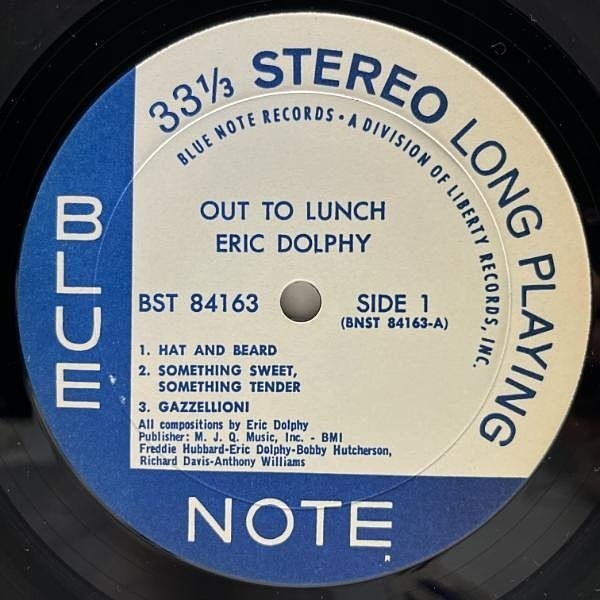 33 1/3 STEREO LONG PLAYING
BLUE NOTE RECORDS • A DIVISION OF LIBERTY RECORDS, INC.
OUT TO LUNCH
ERIC DOLPHY
BST 84163 SIDE 1
(BNST 84163-A)
1. HAT AND BEARD
2. SOMETHING SWEET,
SOMETHING TENDER
3. GAZZELLIONI
All compositions by Eric Dolphy
Publisher: M. J. Q. Music, Inc. - BMI
Freddie Hubbard-Eric Dolphy-Bobby Hutcherson,
Richard Davis-Anthony Williams
BLUE
NOTE
R